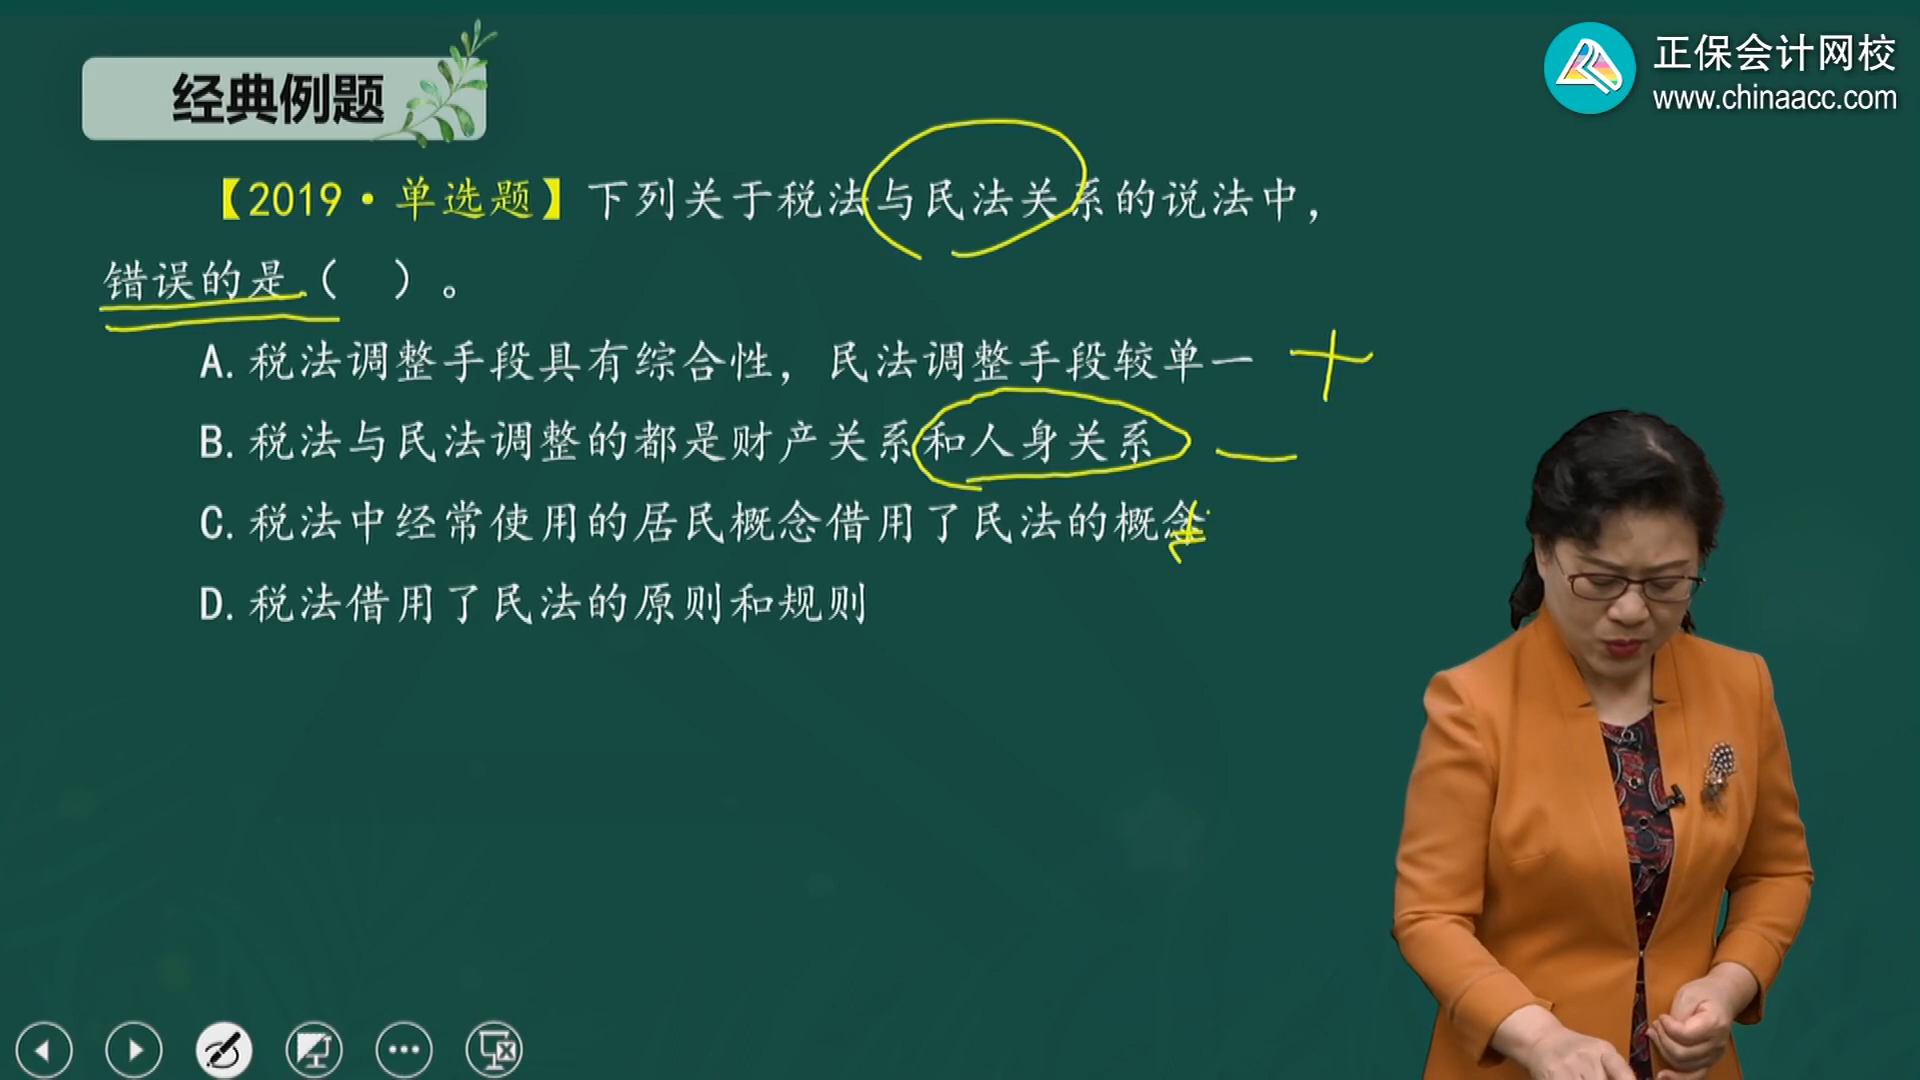 正保会计网校
www.chinaacc.com
经典例题
【2019·单选题】下列关于税法与民法关系的说法中，
错误的是（ ）。
A. 税法调整手段具有综合性，民法调整手段较单一
B. 税法与民法调整的都是财产关系和人身关系
C. 税法中经常使用的居民概念借用了民法的概念
D. 税法借用了民法的原则和规则